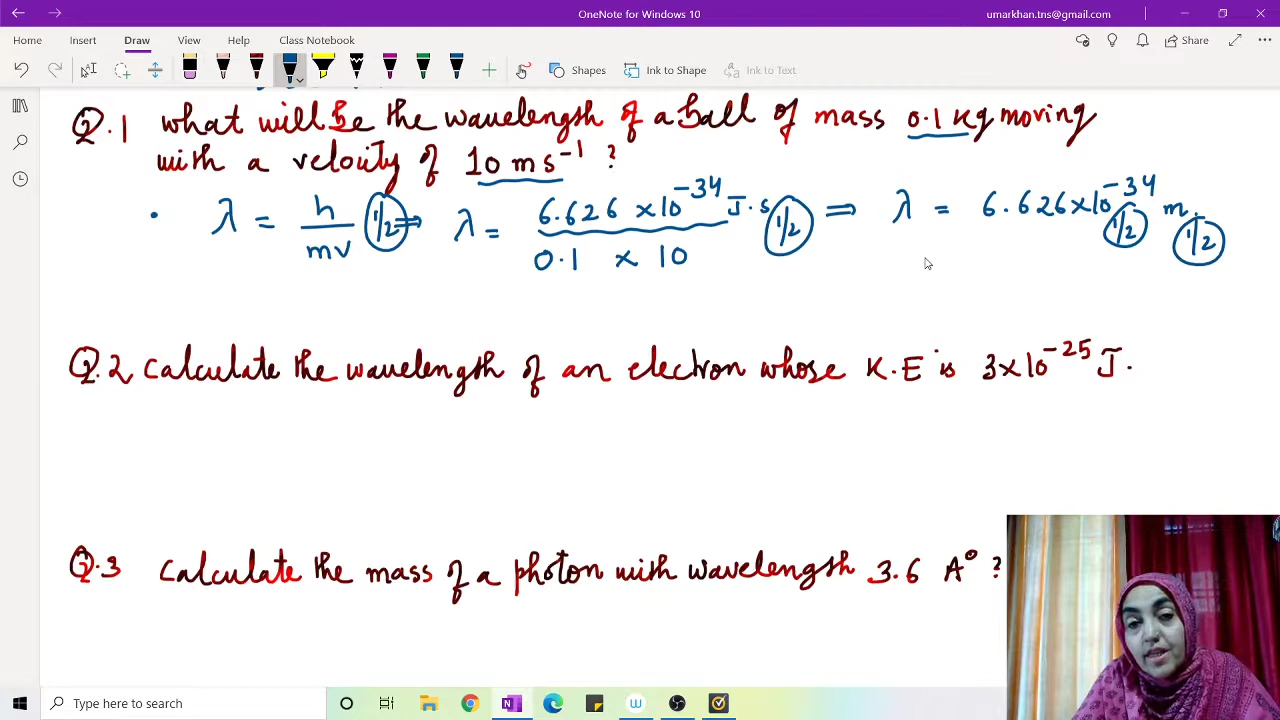 OneNote for Windows 10
umarkhan.tns@gmail.com
Home Insert Draw View Help Class Notebook Share
Shapes Ink to Shape Ink to Text
Q.1 what will be the wavelength of a ball of mass 0.1 kg moving
with a velocity of 10 m s⁻¹ ?
• λ = h/mv (1/2) ⇒ λ = 6.626 × 10⁻³⁴ J.s / 0.1 × 10 (1/2) ⇒ λ = 6.626×10⁻³⁴ (1/2) m (1/2)
Q.2 Calculate the wavelength of an electron whose K.E is 3×10⁻²⁵ J.
Q.3 Calculate the mass of a photon with wavelength 3.6 A° ?
Type here to search